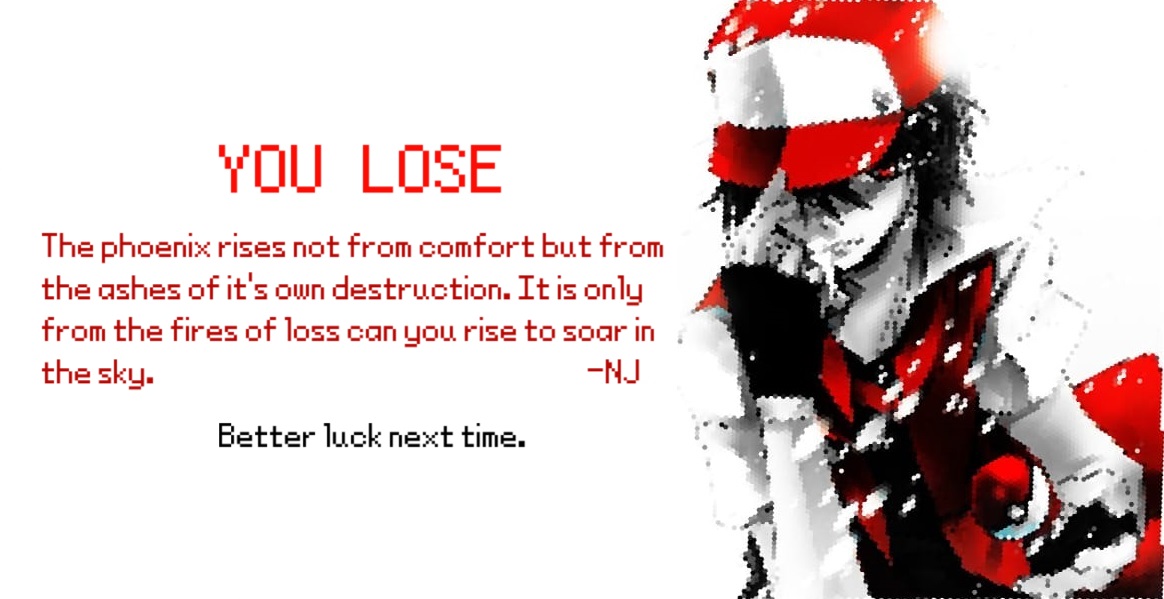 YOU LOSE
The phoenix rises not from comfort but from
the ashes of it's own destruction. It is only
from the fires of loss can you rise to soar in
the sky. -NJ
Better luck next time.